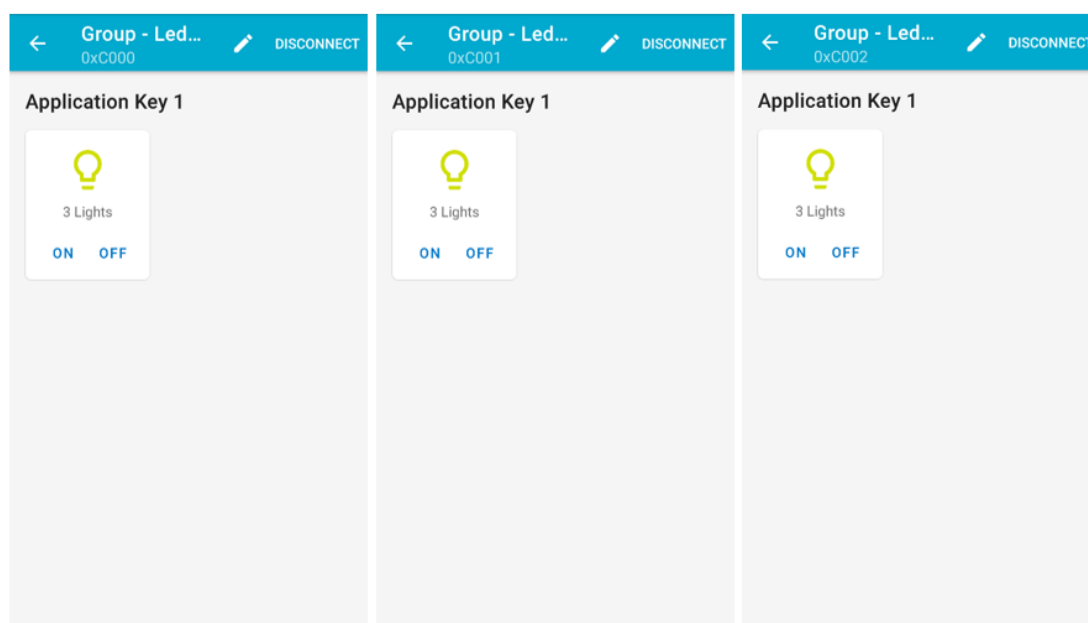 Group - Led...
DISCONNECT
0xC000
Application Key 1
3 Lights
ON OFF
Group - Led...
DISCONNECT
0xC001
Application Key 1
3 Lights
ON OFF
Group - Led...
DISCONNECT
0xC002
Application Key 1
3 Lights
ON OFF